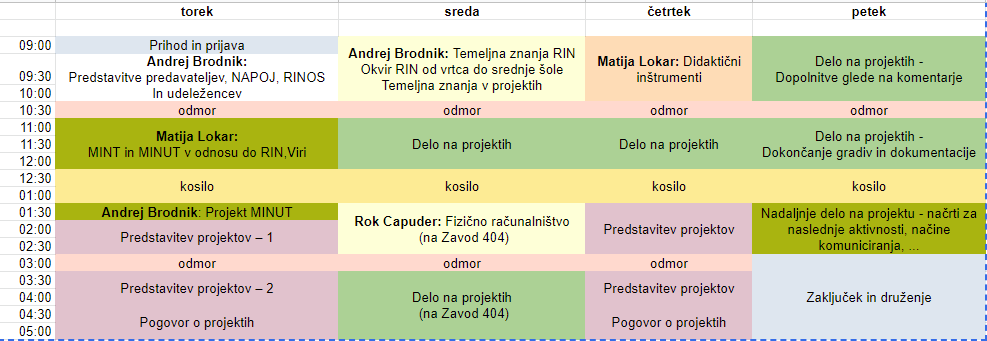 torek sreda četrtek petek
09:00 Prihod in prijava
Andrej Brodnik:
09:30 Predstavitve predavateljev, NAPOJ, RINOS
10:00 In udeležencev
Andrej Brodnik: Temeljna znanja RIN
Okvir RIN od vrtca do srednje šole
Temeljna znanja v projektih
Matija Lokar: Didaktični
inštrumenti
Delo na projektih -
Dopolnitve glede na komentarje
10:30 odmor odmor odmor odmor
11:00 Matija Lokar:
11:30 MINT in MINUT v odnosu do RIN,Viri
12:00
Delo na projektih
Delo na projektih
Delo na projektih -
Dokončanje gradiv in dokumentacije
12:30
01:00
kosilo kosilo kosilo kosilo
01:30 Andrej Brodnik: Projekt MINUT
02:00
02:30
Predstavitev projektov – 1
Rok Capuder: Fizično računalništvo
(na Zavod 404)
Predstavitev projektov
Nadaljnje delo na projektu - načrti za
naslednje aktivnosti, načine
komuniciranja, ...
03:00 odmor odmor odmor
03:30
04:00
04:30
05:00
Predstavitev projektov – 2
Pogovor o projektih
Delo na projektih
(na Zavod 404)
Predstavitev projektov
Pogovor o projektih
Zaključek in druženje